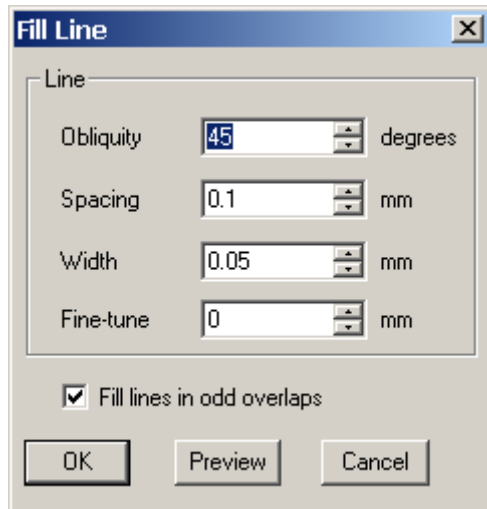 Fill Line
Line
Obliquity 45 degrees
Spacing 0.1 mm
Width 0.05 mm
Fine-tune 0 mm
Fill lines in odd overlaps
OK Preview Cancel